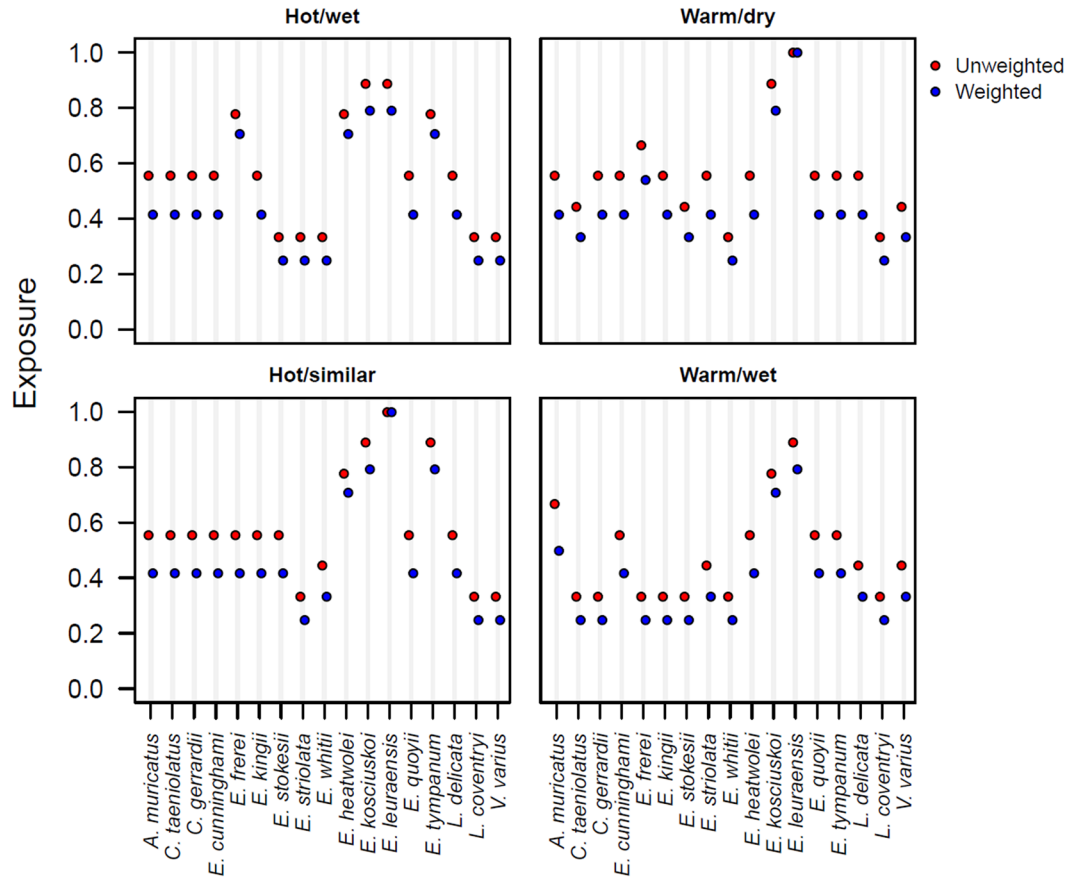 Hot/wet
Warm/dry
Unweighted
Weighted
1.0
0.8
0.6
0.4
0.2
0.0
Exposure
Hot/similar
Warm/wet
1.0
0.8
0.6
0.4
0.2
0.0
A. muricatus
C. taeniolatus
C. gerrardii
E. cunninghami
E. frerei
E. kingii
E. stokesii
E. striolata
E. whitii
E. heatwolei
E. kosciuskoi
E. leuraensis
E. quoyii
E. tympanum
L. delicata
L. coventryi
V. varius
A. muricatus
C. taeniolatus
C. gerrardii
E. cunninghami
E. frerei
E. kingii
E. stokesii
E. striolata
E. whitii
E. heatwolei
E. kosciuskoi
E. leuraensis
E. quoyii
E. tympanum
L. delicata
L. coventryi
V. varius